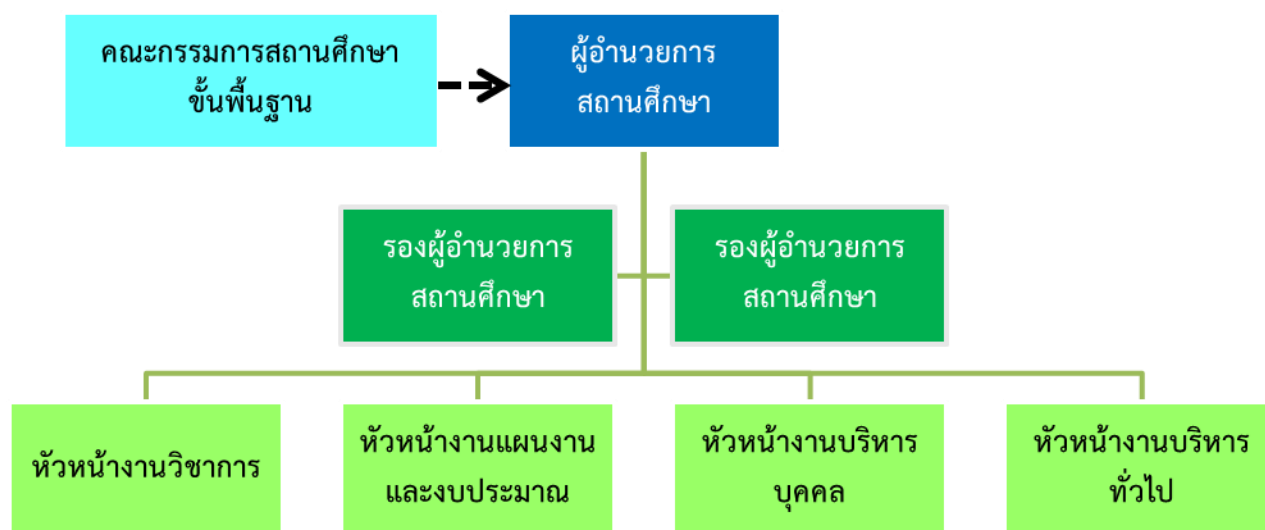 คณะกรรมการสถานศึกษา
ขั้นพื้นฐาน
ผู้อำนวยการ
สถานศึกษา
รองผู้อำนวยการ
สถานศึกษา
รองผู้อำนวยการ
สถานศึกษา
หัวหน้างานวิชาการ
หัวหน้างานแผนงาน
และงบประมาณ
หัวหน้างานบริหาร
บุคคล
หัวหน้างานบริหาร
ทั่วไป